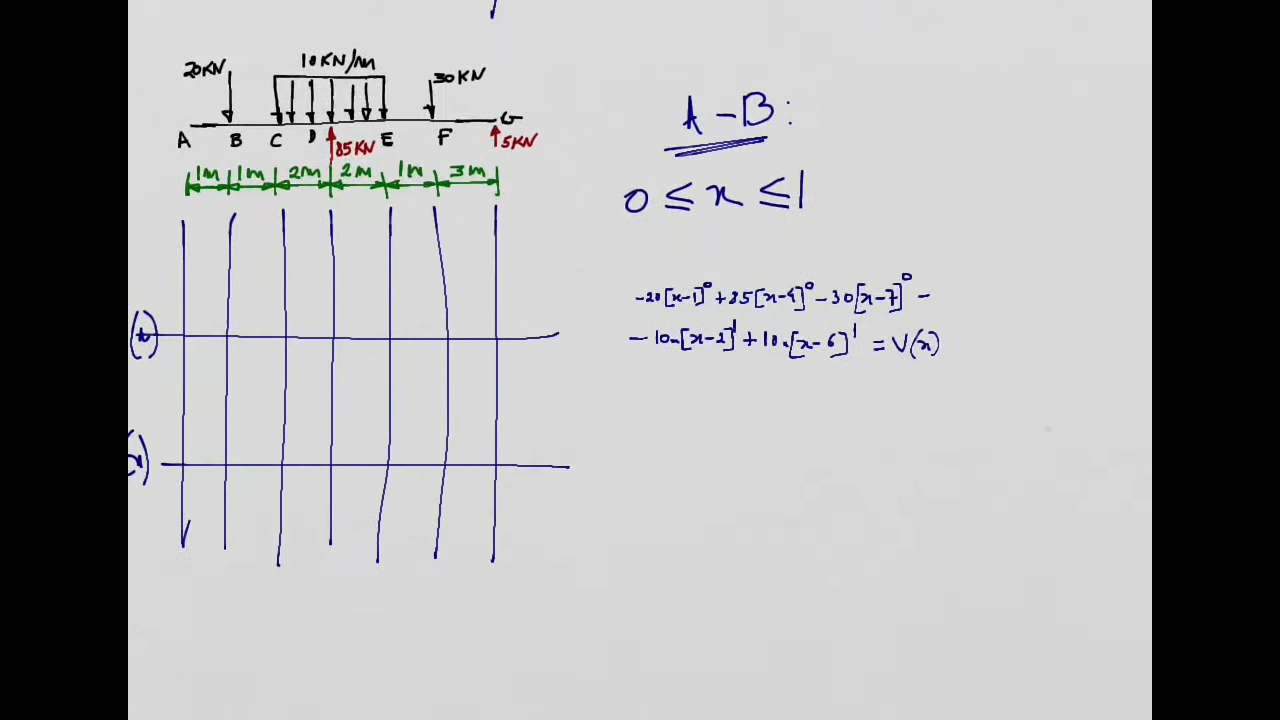 10KN/m
20KN
30KN
A B C D E F G
85KN
5KN
1m 1m 2m 2m 1m 3m
A-B:
0 ≤ x ≤ 1
-20[x-1]⁰ +85[x-4]⁰ -30[x-7]⁰ -
- 10.[x-2]¹ + 10.[x-6]¹ = V(x)